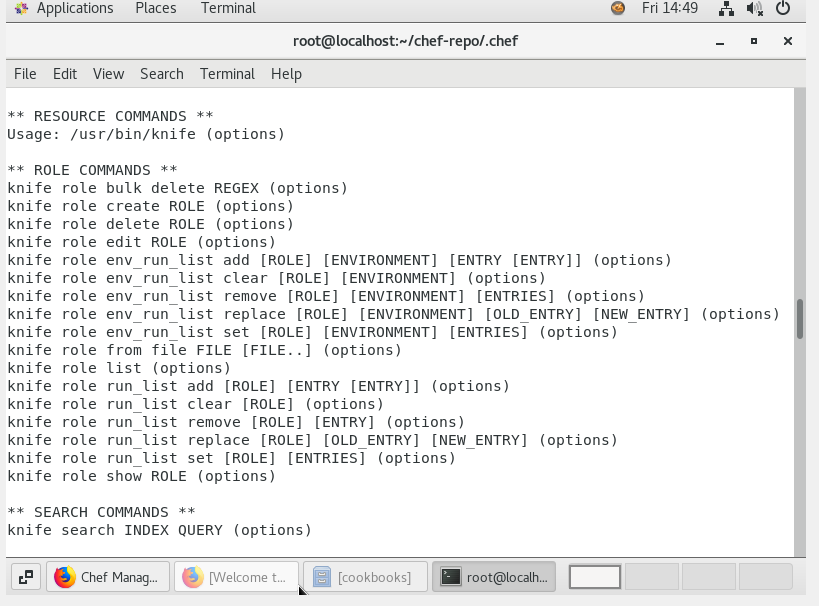 Applications Places Terminal Fri 14:49
root@localhost:~/chef-repo/.chef
File Edit View Search Terminal Help
** RESOURCE COMMANDS **
Usage: /usr/bin/knife (options)
** ROLE COMMANDS **
knife role bulk delete REGEX (options)
knife role create ROLE (options)
knife role delete ROLE (options)
knife role edit ROLE (options)
knife role env_run_list add [ROLE] [ENVIRONMENT] [ENTRY [ENTRY]] (options)
knife role env_run_list clear [ROLE] [ENVIRONMENT] (options)
knife role env_run_list remove [ROLE] [ENVIRONMENT] [ENTRIES] (options)
knife role env_run_list replace [ROLE] [ENVIRONMENT] [OLD_ENTRY] [NEW_ENTRY] (options)
knife role env_run_list set [ROLE] [ENVIRONMENT] [ENTRIES] (options)
knife role from file FILE [FILE..] (options)
knife role list (options)
knife role run_list add [ROLE] [ENTRY [ENTRY]] (options)
knife role run_list clear [ROLE] (options)
knife role run_list remove [ROLE] [ENTRY] (options)
knife role run_list replace [ROLE] [OLD_ENTRY] [NEW_ENTRY] (options)
knife role run_list set [ROLE] [ENTRIES] (options)
knife role show ROLE (options)
** SEARCH COMMANDS **
knife search INDEX QUERY (options)
Chef Manag... [Welcome t... [cookbooks] root@localh...